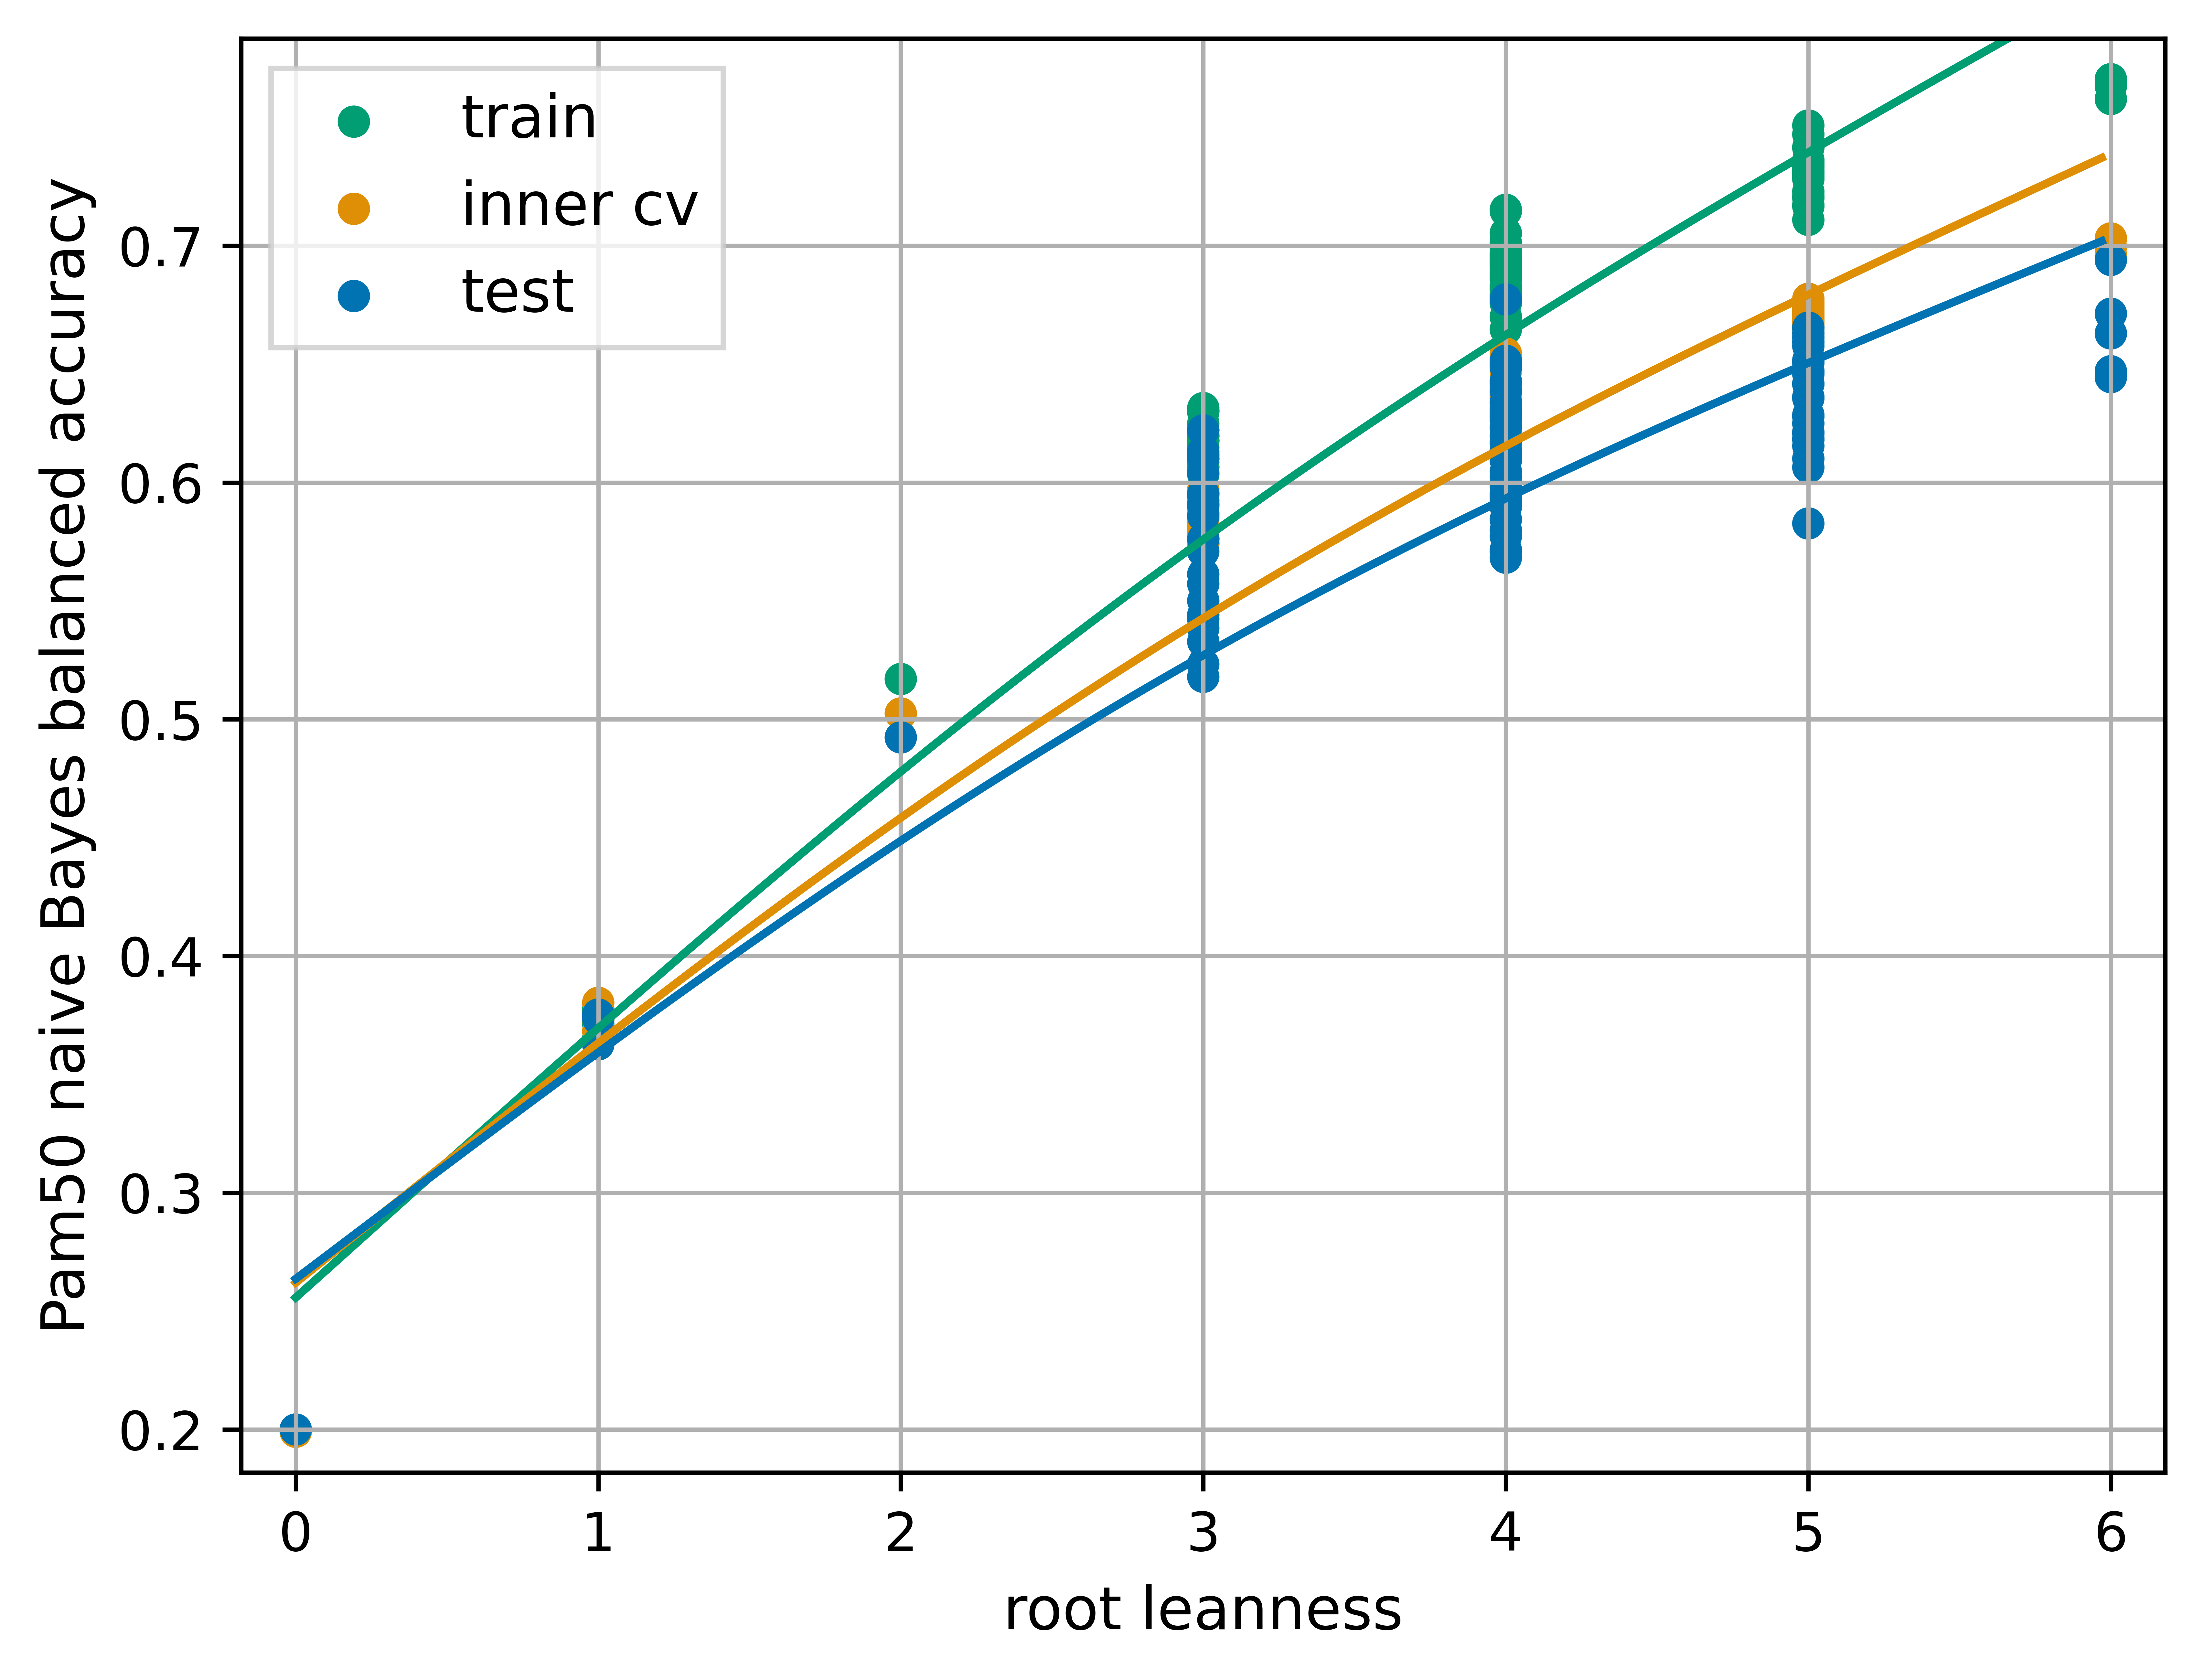 train
inner cv
test
Pam50 naive Bayes balanced accuracy
0.7
0.6
0.5
0.4
0.3
0.2
0 1 2 3 4 5 6
root leanness